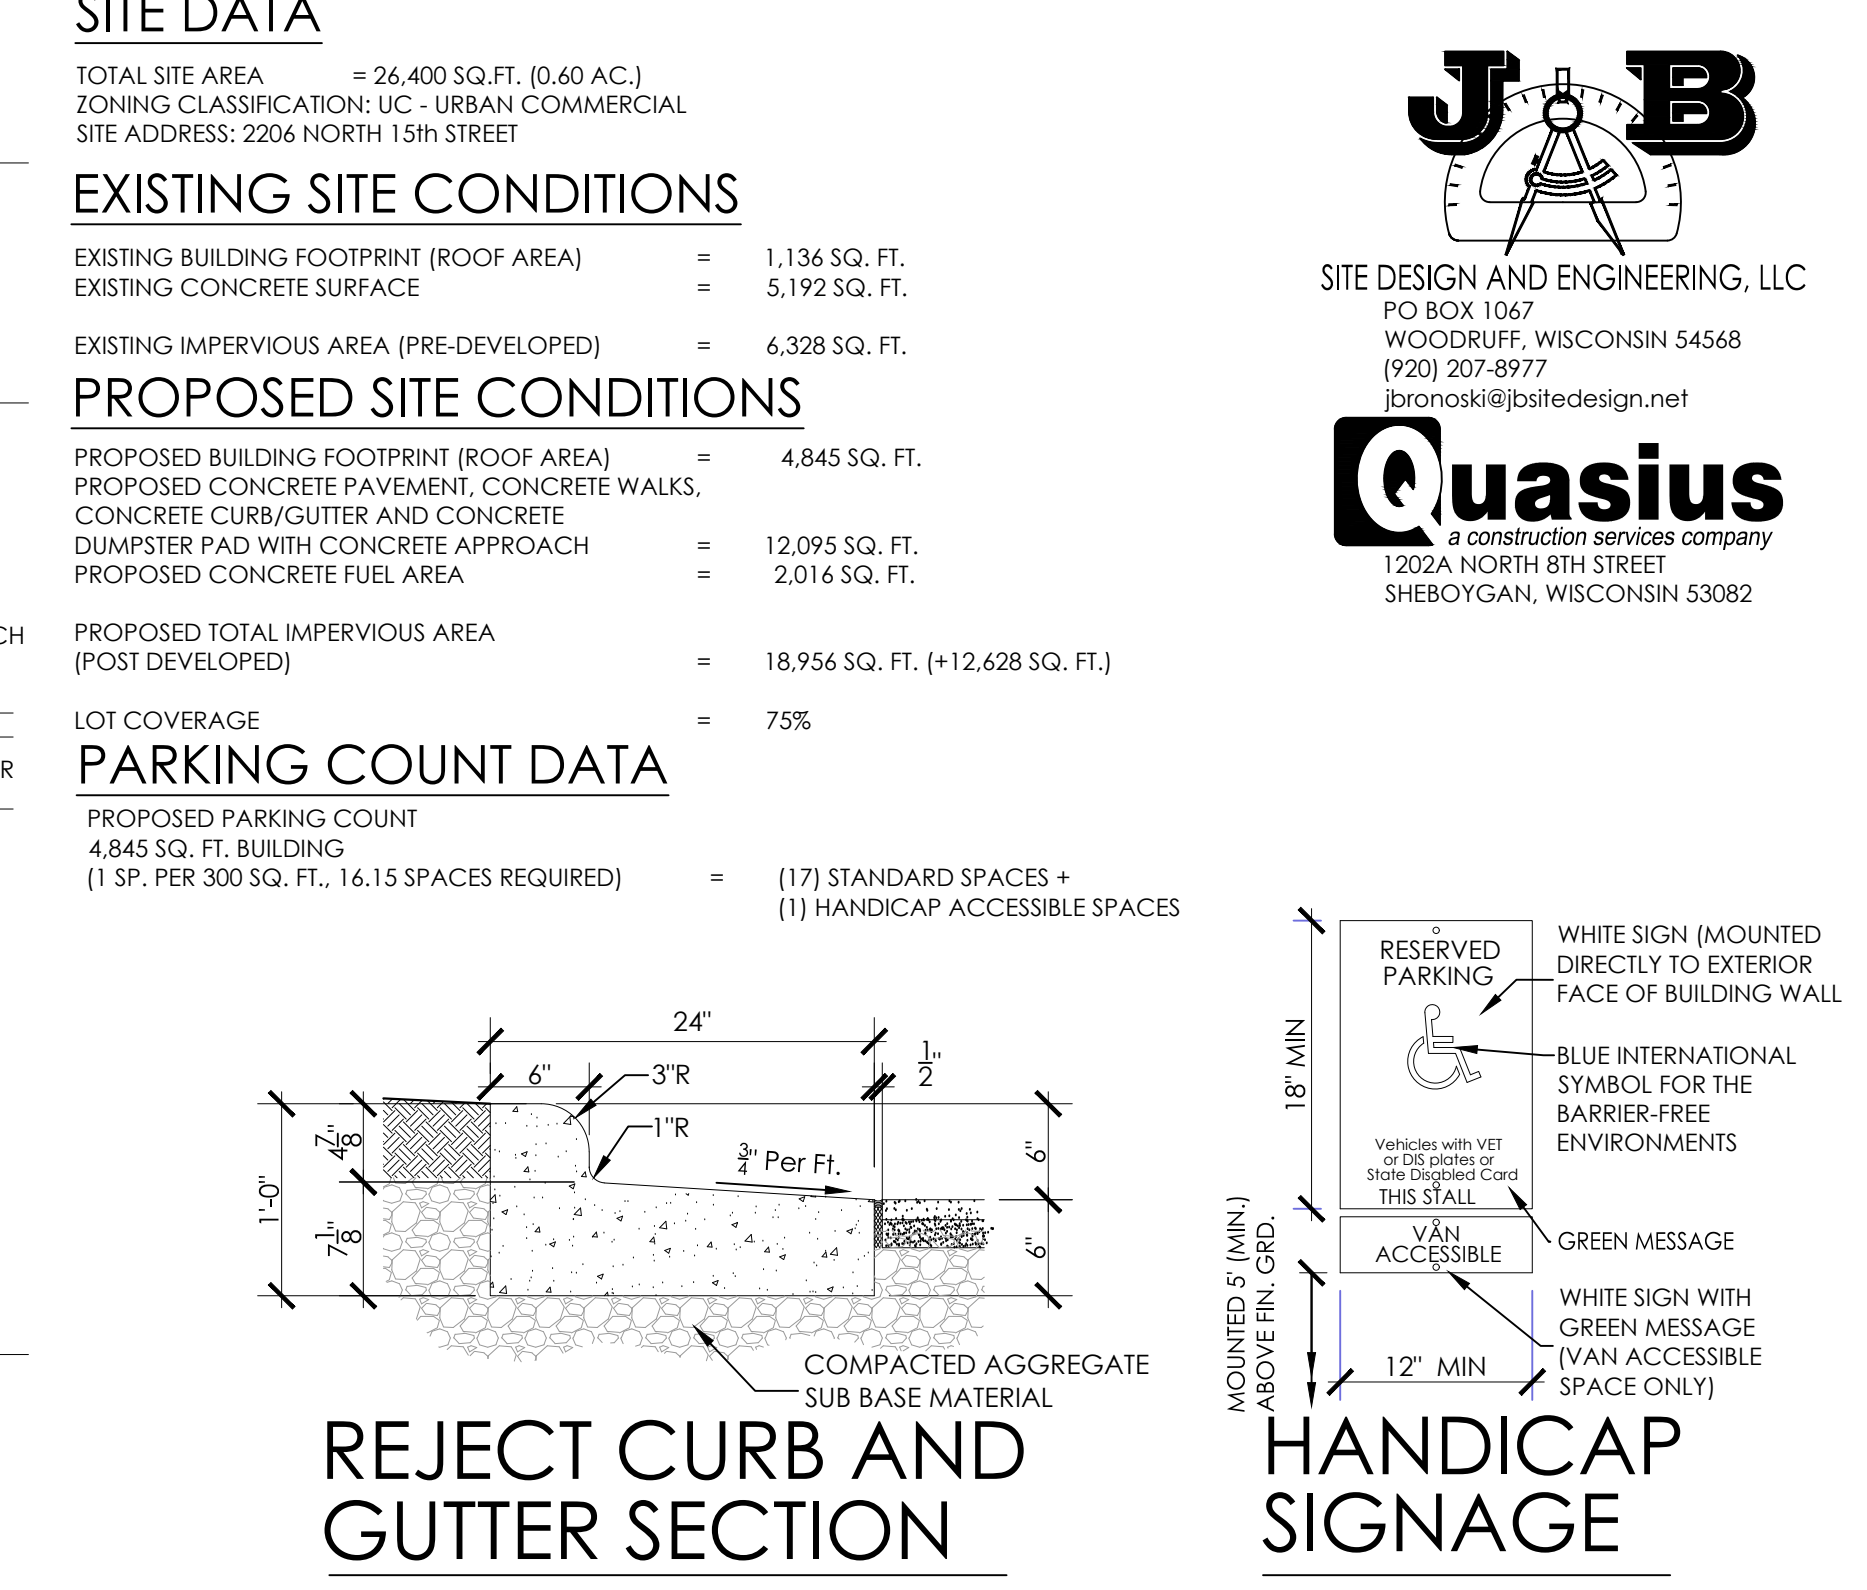 SITE DATA
TOTAL SITE AREA = 26,400 SQ.FT. (0.60 AC.)
ZONING CLASSIFICATION: UC - URBAN COMMERCIAL
SITE ADDRESS: 2206 NORTH 15th STREET
EXISTING SITE CONDITIONS
EXISTING BUILDING FOOTPRINT (ROOF AREA) = 1,136 SQ. FT.
EXISTING CONCRETE SURFACE = 5,192 SQ. FT.
EXISTING IMPERVIOUS AREA (PRE-DEVELOPED) = 6,328 SQ. FT.
PROPOSED SITE CONDITIONS
PROPOSED BUILDING FOOTPRINT (ROOF AREA) = 4,845 SQ. FT.
PROPOSED CONCRETE PAVEMENT, CONCRETE WALKS,
CONCRETE CURB/GUTTER AND CONCRETE
DUMPSTER PAD WITH CONCRETE APPROACH = 12,095 SQ. FT.
PROPOSED CONCRETE FUEL AREA = 2,016 SQ. FT.
PROPOSED TOTAL IMPERVIOUS AREA
(POST DEVELOPED) = 18,956 SQ. FT. (+12,628 SQ. FT.)
LOT COVERAGE = 75%
PARKING COUNT DATA
PROPOSED PARKING COUNT
4,845 SQ. FT. BUILDING
(1 SP. PER 300 SQ. FT., 16.15 SPACES REQUIRED) = (17) STANDARD SPACES +
(1) HANDICAP ACCESSIBLE SPACES
CH
R
J B
SITE DESIGN AND ENGINEERING, LLC
PO BOX 1067
WOODRUFF, WISCONSIN 54568
(920) 207-8977
jbronoski@jbsitedesign.net
Quasius
a construction services company
1202A NORTH 8TH STREET
SHEBOYGAN, WISCONSIN 53082
24"
1/2"
6"
3"R
1"R
3/4" Per Ft.
4 7/8"
7 1/8"
1'-0"
6"
6"
COMPACTED AGGREGATE
SUB BASE MATERIAL
REJECT CURB AND
GUTTER SECTION
RESERVED
PARKING
Vehicles with VET
or DIS plates or
State Disabled Card
THIS STALL
VAN
ACCESSIBLE
18" MIN
MOUNTED 5' (MIN.)
ABOVE FIN. GRD.
12" MIN
WHITE SIGN (MOUNTED
DIRECTLY TO EXTERIOR
FACE OF BUILDING WALL
BLUE INTERNATIONAL
SYMBOL FOR THE
BARRIER-FREE
ENVIRONMENTS
GREEN MESSAGE
WHITE SIGN WITH
GREEN MESSAGE
(VAN ACCESSIBLE
SPACE ONLY)
HANDICAP
SIGNAGE